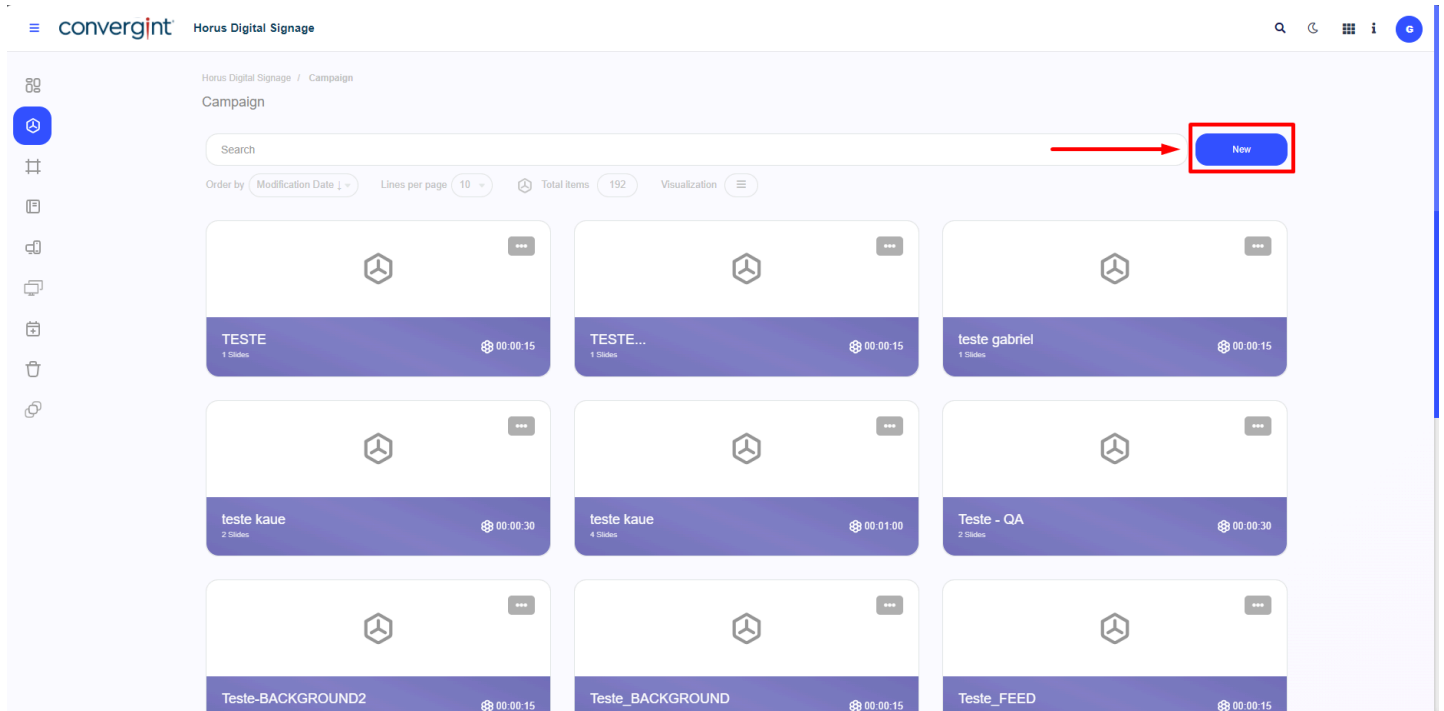 convergint Horus Digital Signage
i G
Horus Digital Signage / Campaign
Campaign
Search New
Order by Modification Date ↓ Lines per page 10 Total items 192 Visualization
TESTE 00:00:15
1 Slides
TESTE... 00:00:15
1 Slides
teste gabriel 00:00:15
1 Slides
teste kaue 00:00:30
2 Slides
teste kaue 00:01:00
4 Slides
Teste - QA 00:00:30
2 Slides
Teste-BACKGROUND2 00:00:15
Teste_BACKGROUND 00:00:15
Teste_FEED 00:00:15